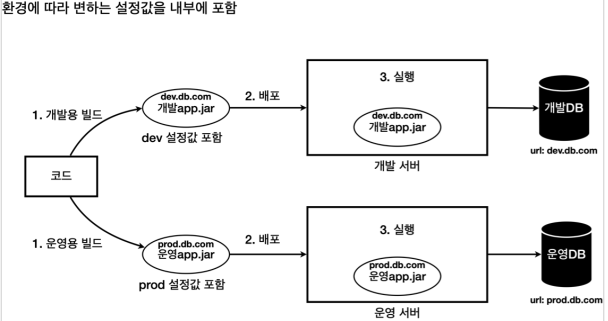 환경에 따라 변하는 설정값을 내부에 포함
1. 개발용 빌드
dev.db.com
개발app.jar
dev 설정값 포함
2. 배포
3. 실행
dev.db.com
개발app.jar
개발 서버
개발DB
url: dev.db.com
코드
1. 운영용 빌드
prod.db.com
운영app.jar
prod 설정값 포함
2. 배포
3. 실행
prod.db.com
운영app.jar
운영 서버
운영DB
url: prod.db.com